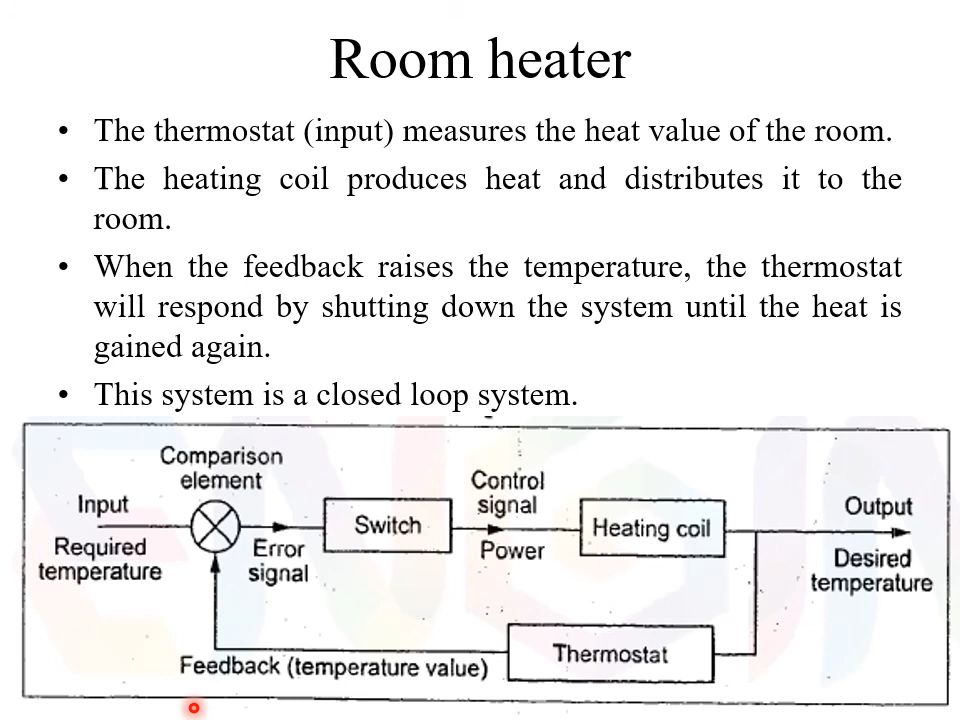 Room heater
• The thermostat (input) measures the heat value of the room.
• The heating coil produces heat and distributes it to the
room.
• When the feedback raises the temperature, the thermostat
will respond by shutting down the system until the heat is
gained again.
• This system is a closed loop system.
Comparison
element
Input
Required
temperature
Error
signal
Switch
Control
signal
Power
Heating coil
Output
Desired
temperature
Thermostat
Feedback (temperature value)